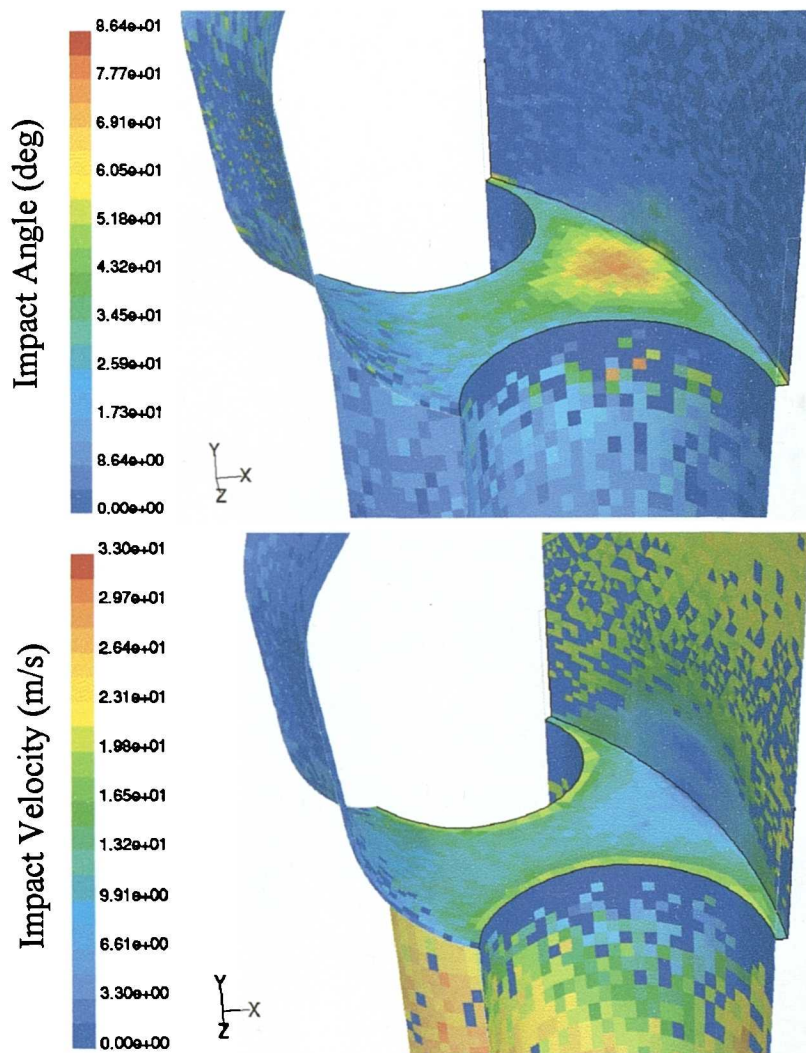 Impact Angle (deg)
8.64e+01
7.77e+01
6.91e+01
6.05e+01
5.18e+01
4.32e+01
3.45e+01
2.59e+01
1.73e+01
8.64e+00
0.00e+00
Y
X
Z
Impact Velocity (m/s)
3.30e+01
2.97e+01
2.64e+01
2.31e+01
1.98e+01
1.65e+01
1.32e+01
9.91e+00
6.61e+00
3.30e+00
0.00e+00
Y
X
Z